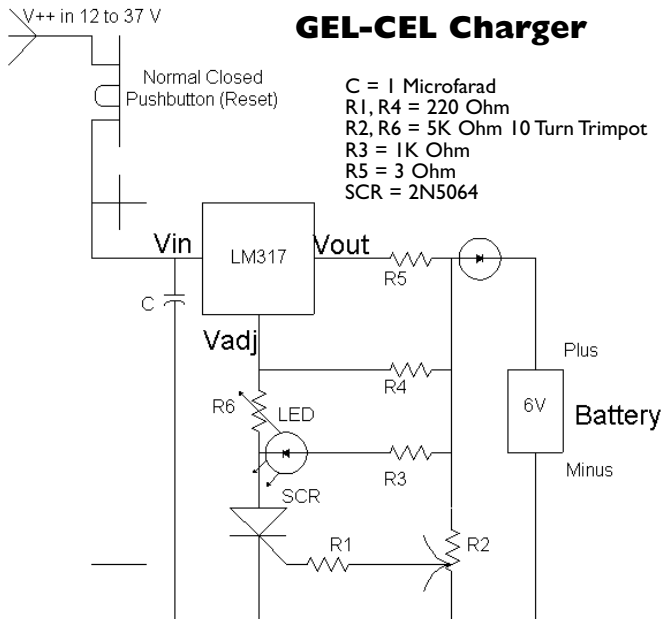 V++ in 12 to 37 V
GEL-CEL Charger
Normal Closed
Pushbutton (Reset)
C = 1 Microfarad
R1, R4 = 220 Ohm
R2, R6 = 5K Ohm 10 Turn Trimpot
R3 = 1K Ohm
R5 = 3 Ohm
SCR = 2N5064
Vin
LM317
Vout
R5
C
Vadj
Plus
R4
R6
LED
6V
Battery
R3
Minus
SCR
R1
R2